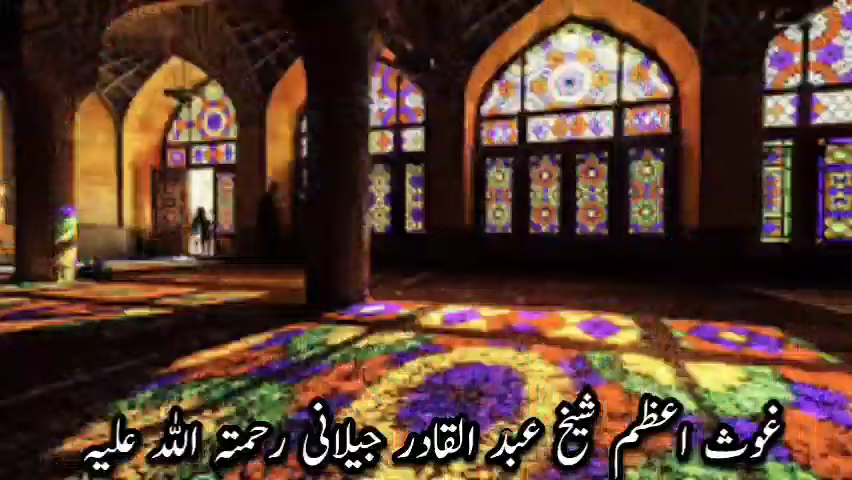 غوث اعظم شیخ عبد القادر جیلانی رحمتہ اللہ علیہ